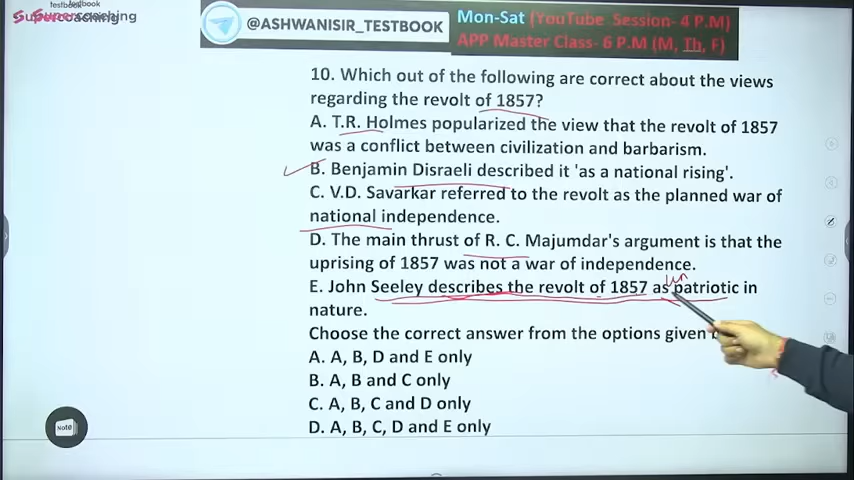 testbook testbook
Supercoaching
@ASHWANISIR_TESTBOOK
Mon-Sat (YouTube Session- 4 P.M)
APP Master Class- 6 P.M (M, Th, F)
10. Which out of the following are correct about the views
regarding the revolt of 1857?
A. T.R. Holmes popularized the view that the revolt of 1857
was a conflict between civilization and barbarism.
B. Benjamin Disraeli described it 'as a national rising'.
C. V.D. Savarkar referred to the revolt as the planned war of
national independence.
D. The main thrust of R. C. Majumdar's argument is that the
uprising of 1857 was not a war of independence.
un
E. John Seeley describes the revolt of 1857 as patriotic in
nature.
Choose the correct answer from the options given
A. A, B, D and E only
B. A, B and C only
C. A, B, C and D only
D. A, B, C, D and E only
Note